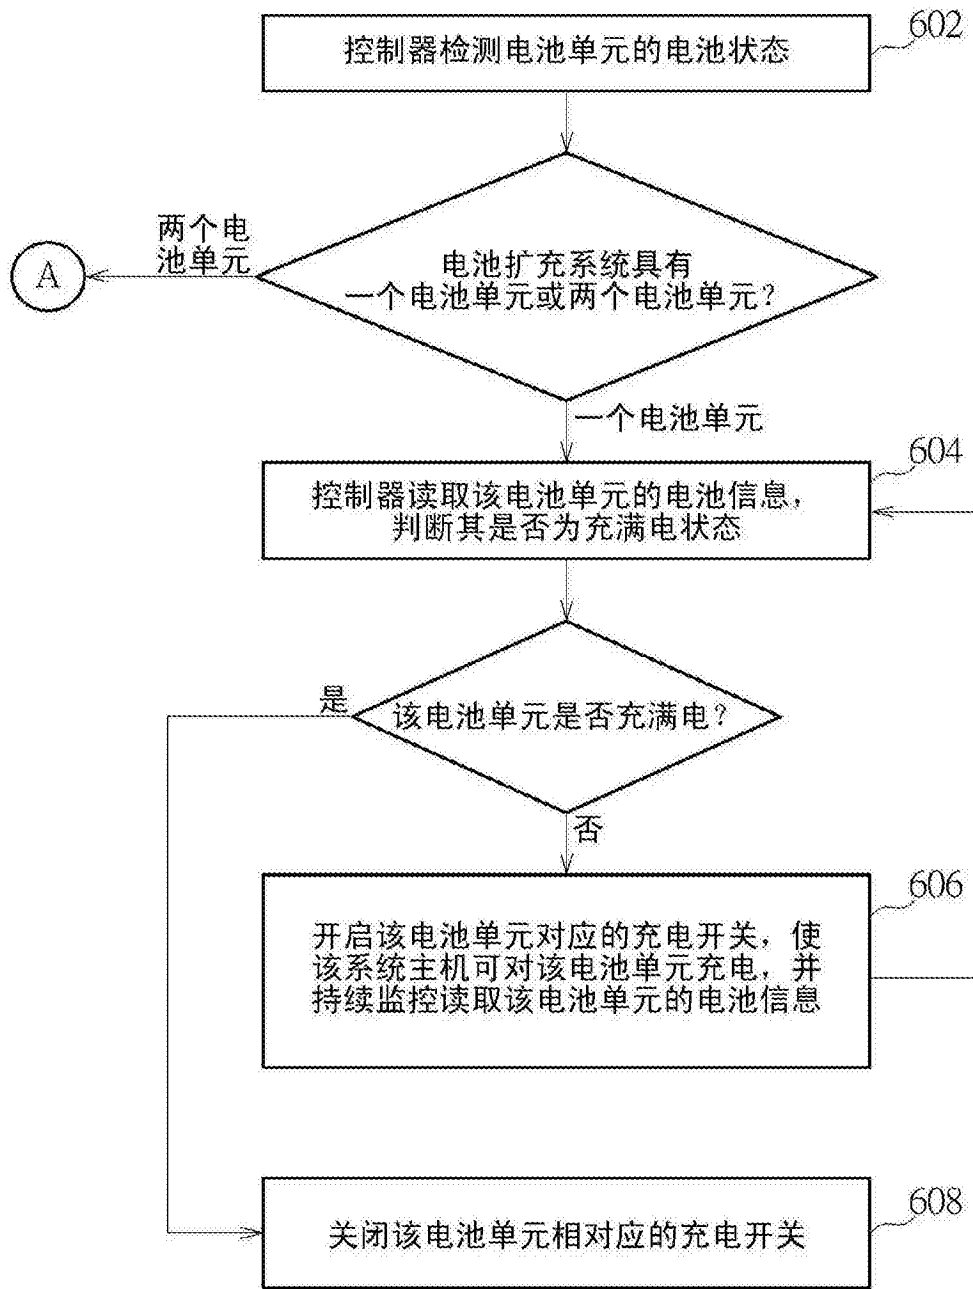 602
控制器检测电池单元的电池状态
两个电
池单元
A
电池扩充系统具有
一个电池单元或两个电池单元？
一个电池单元
604
控制器读取该电池单元的电池信息，
判断其是否为充满电状态
是
该电池单元是否充满电？
否
606
开启该电池单元对应的充电开关，使
该系统主机可对该电池单元充电，并
持续监控读取该电池单元的电池信息
608
关闭该电池单元相对应的充电开关